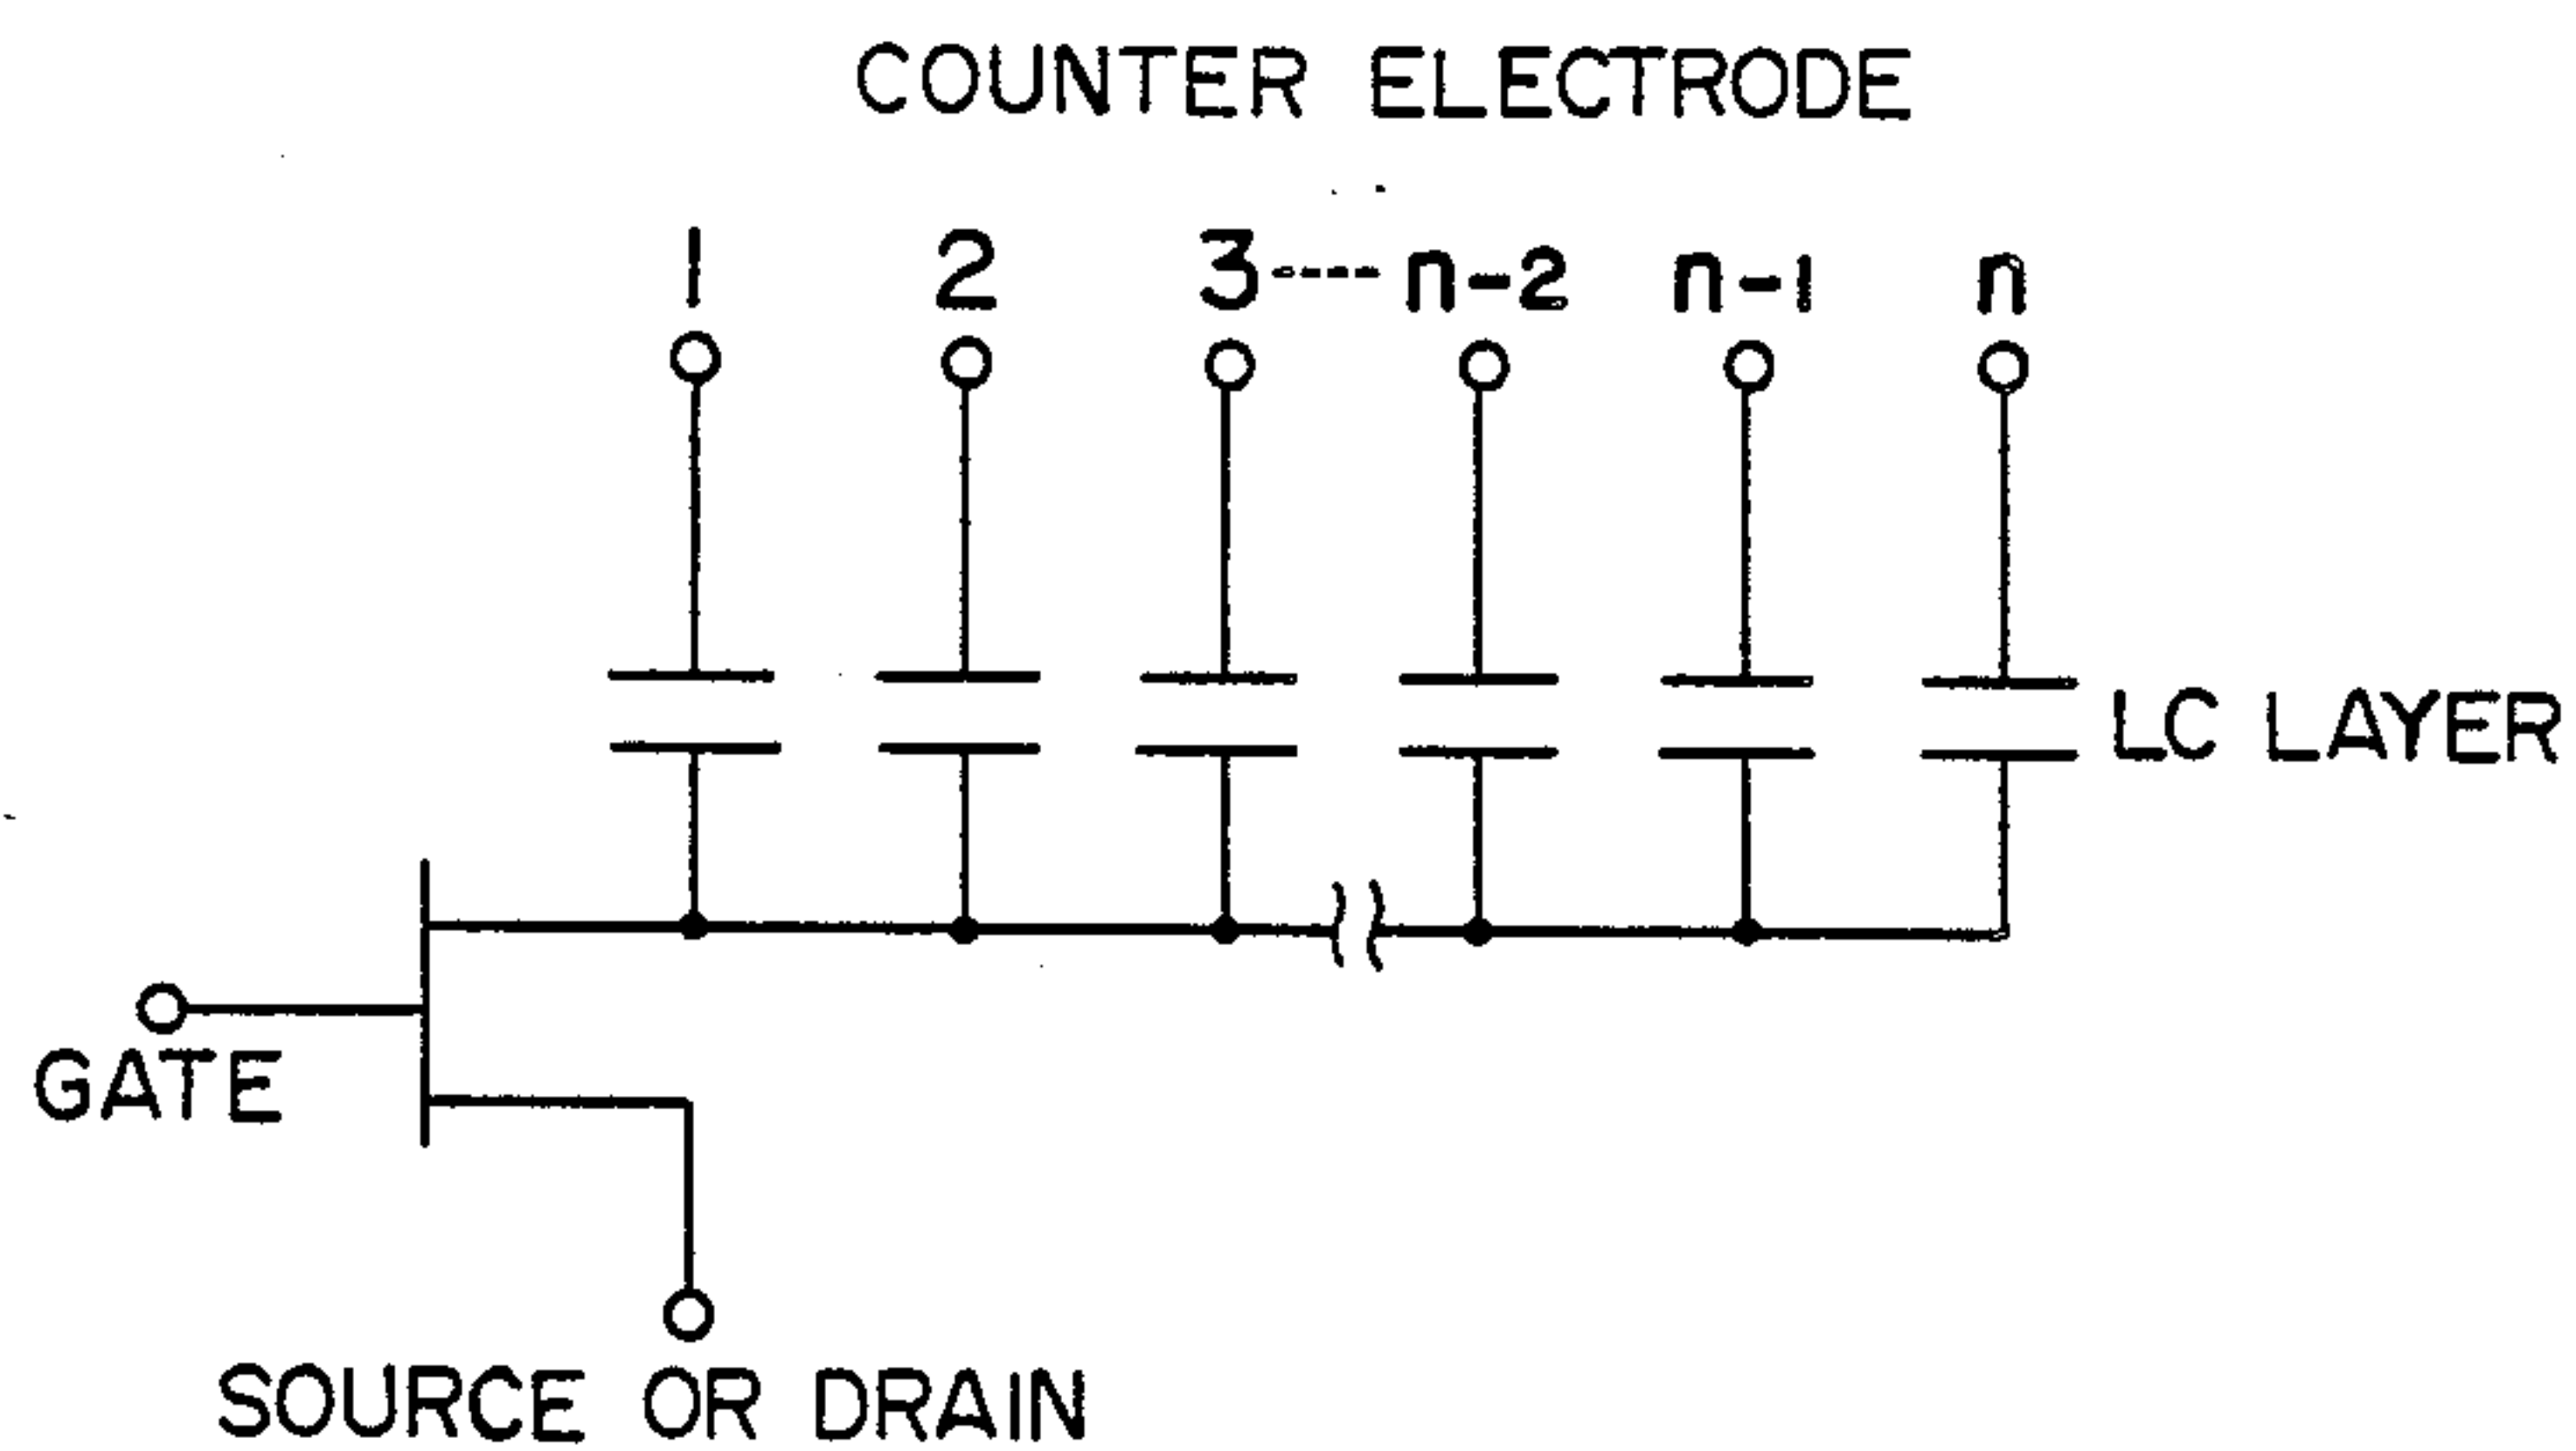 COUNTER ELECTRODE
1 2 3---- n-2 n-1 n
LC LAYER
GATE
SOURCE OR DRAIN